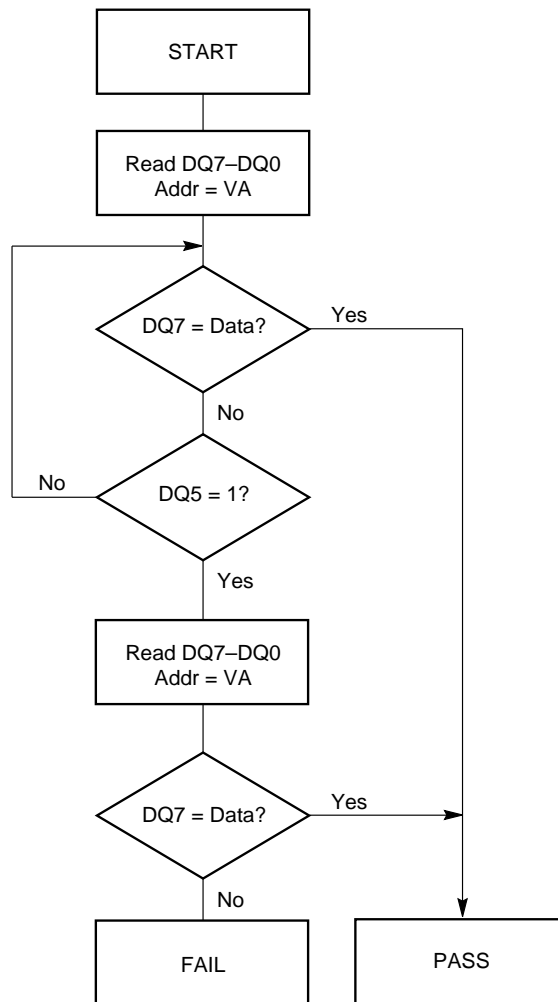 START
Read DQ7–DQ0
Addr = VA
DQ7 = Data?
Yes
No
No
DQ5 = 1?
Yes
Read DQ7–DQ0
Addr = VA
DQ7 = Data?
Yes
No
FAIL
PASS